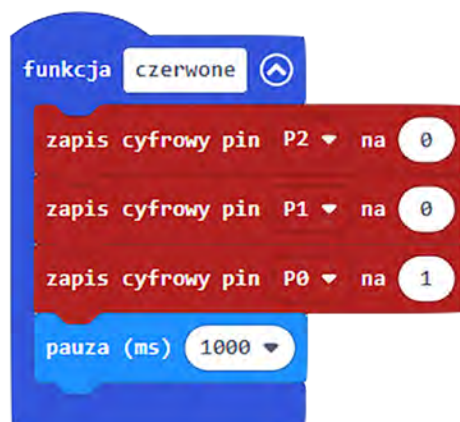 funkcja czerwone
zapis cyfrowy pin P2 na 0
zapis cyfrowy pin P1 na 0
zapis cyfrowy pin P0 na 1
pauza (ms) 1000